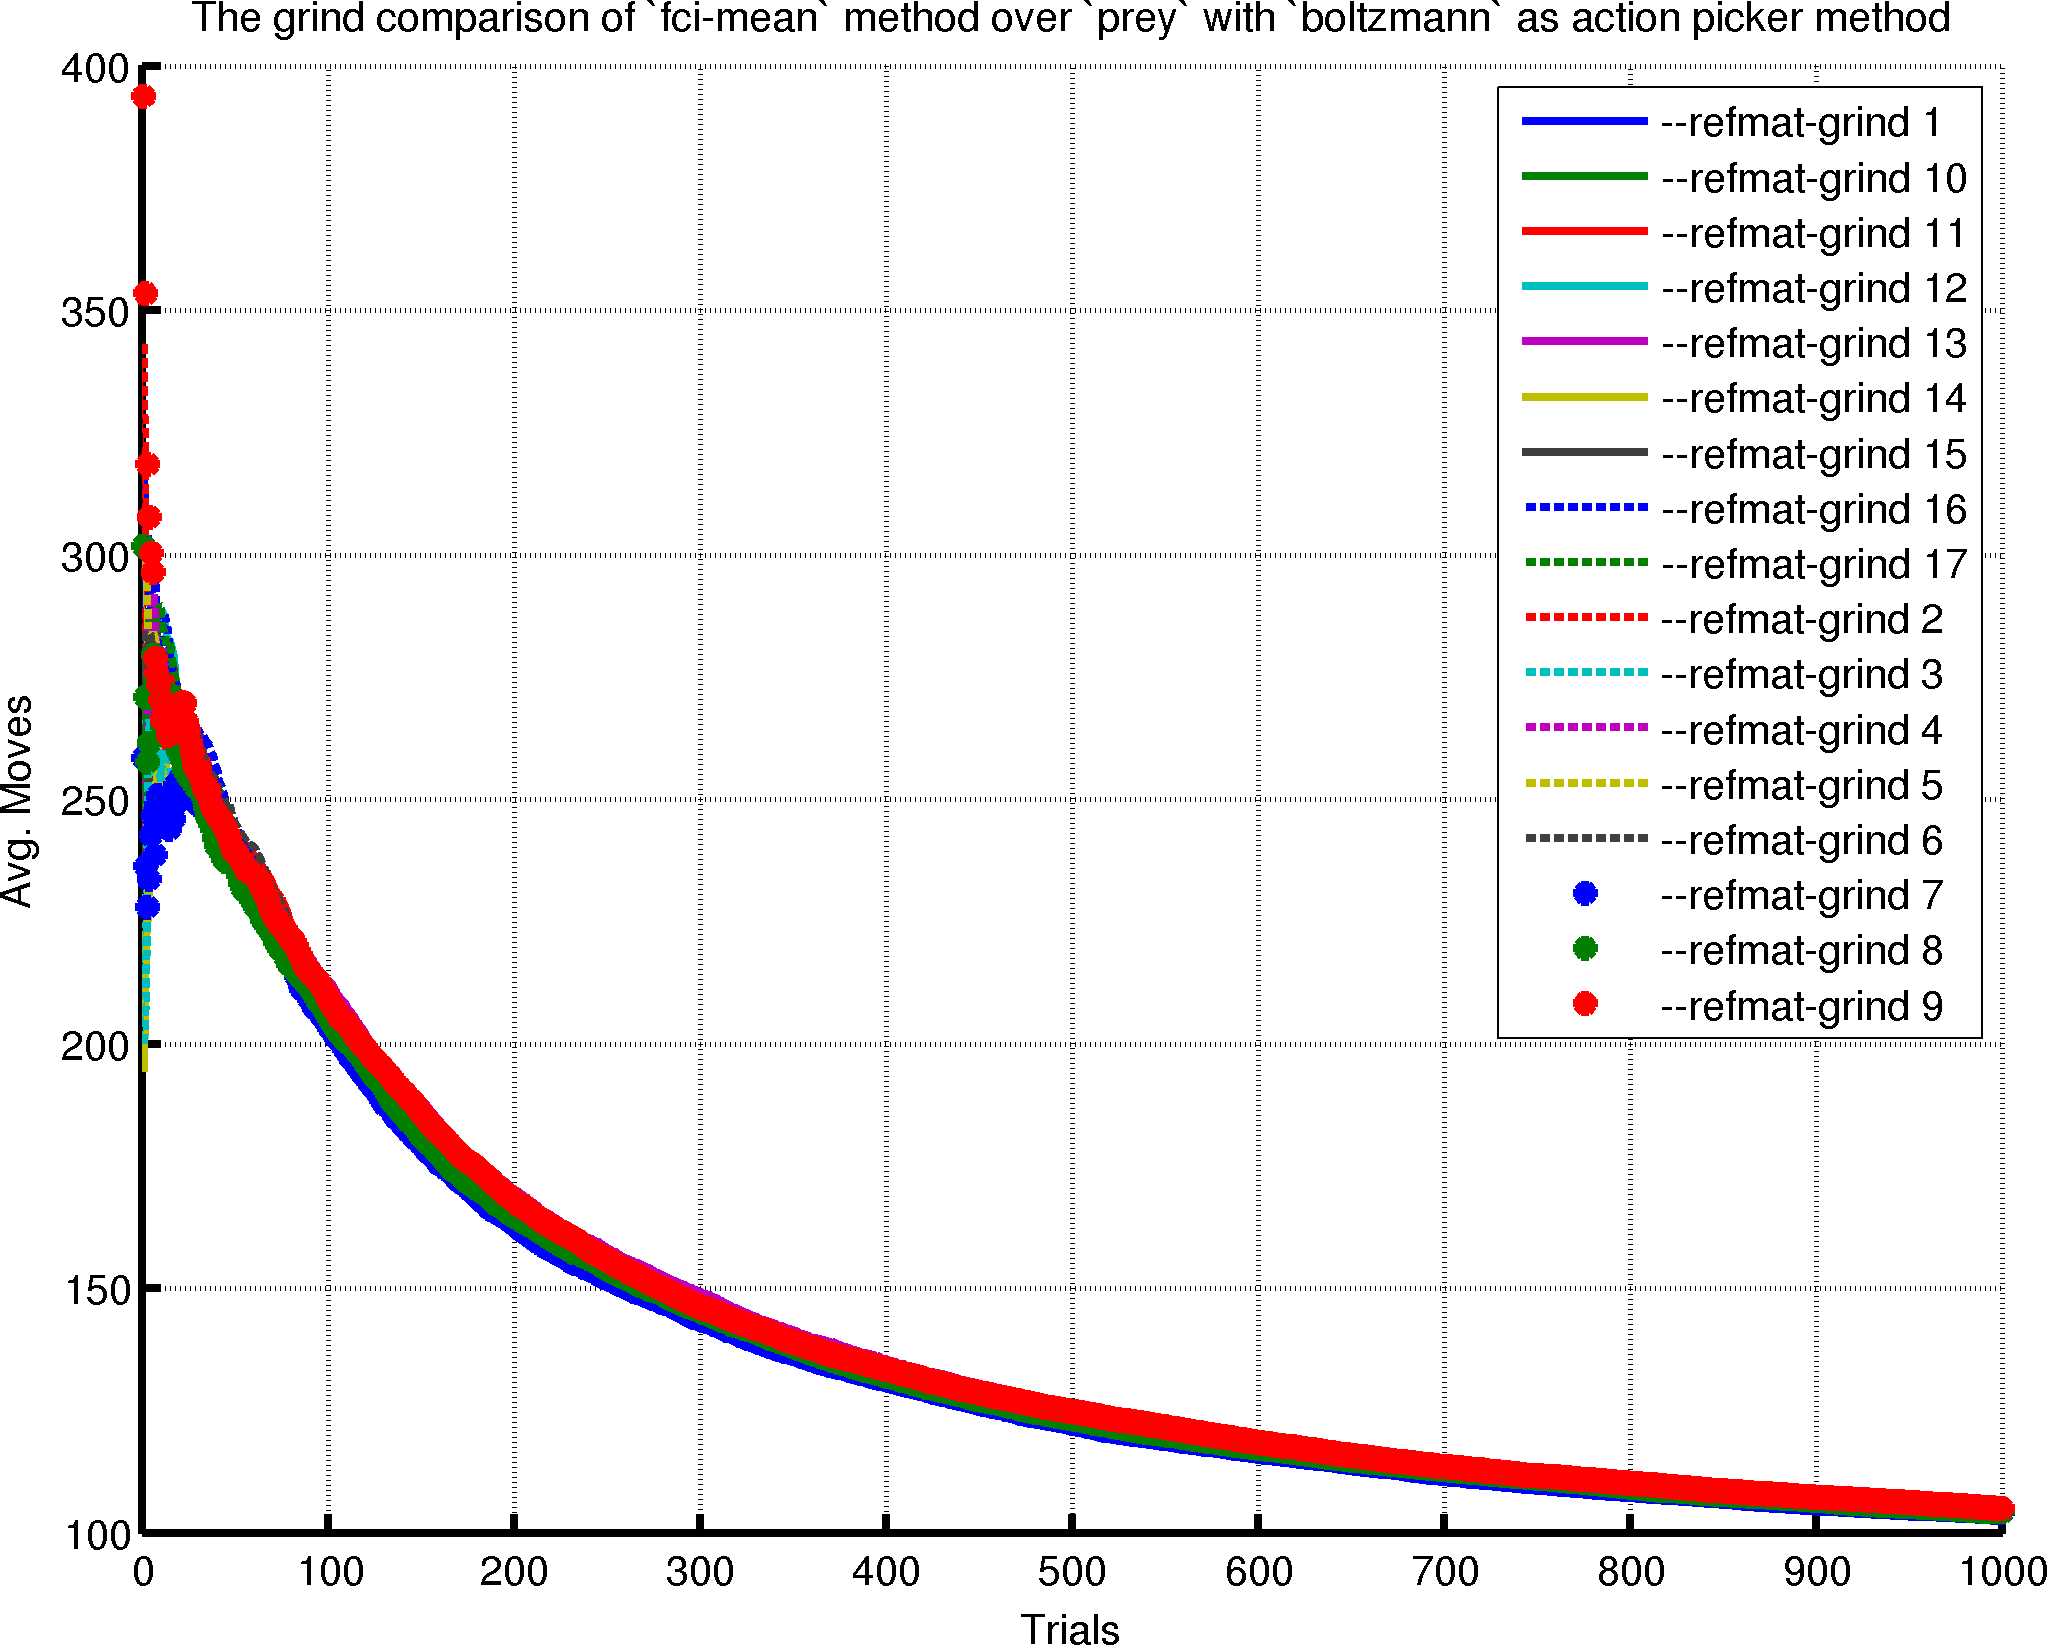 The grind comparison of `fci-mean` method over `prey` with `boltzmann` as action picker method
400
350
300
250
200
150
100
Avg. Moves
0 100 200 300 400 500 600 700 800 900 1000
Trials
--refmat-grind 1
--refmat-grind 10
--refmat-grind 11
--refmat-grind 12
--refmat-grind 13
--refmat-grind 14
--refmat-grind 15
--refmat-grind 16
--refmat-grind 17
--refmat-grind 2
--refmat-grind 3
--refmat-grind 4
--refmat-grind 5
--refmat-grind 6
--refmat-grind 7
--refmat-grind 8
--refmat-grind 9